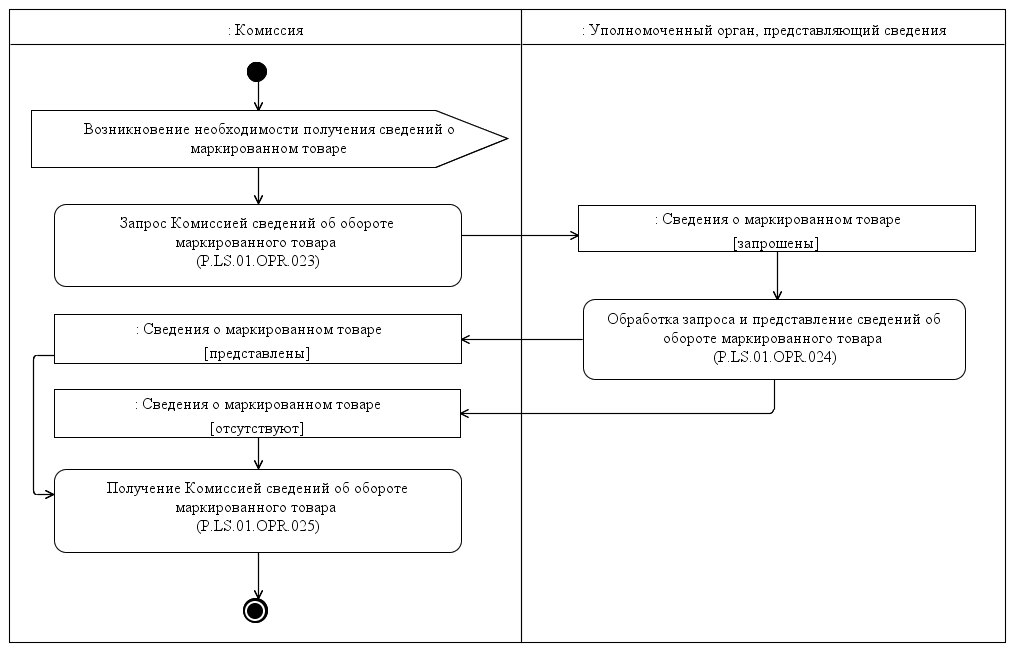 : Комиссия
: Уполномоченный орган, представляющий сведения
Возникновение необходимости получения сведений о
маркированном товаре
Запрос Комиссией сведений об обороте
маркированного товара
(P.LS.01.OPR.023)
: Сведения о маркированном товаре
[запрошены]
Обработка запроса и представление сведений об
обороте маркированного товара
(P.LS.01.OPR.024)
: Сведения о маркированном товаре
[представлены]
: Сведения о маркированном товаре
[отсутствуют]
Получение Комиссией сведений об обороте
маркированного товара
(P.LS.01.OPR.025)